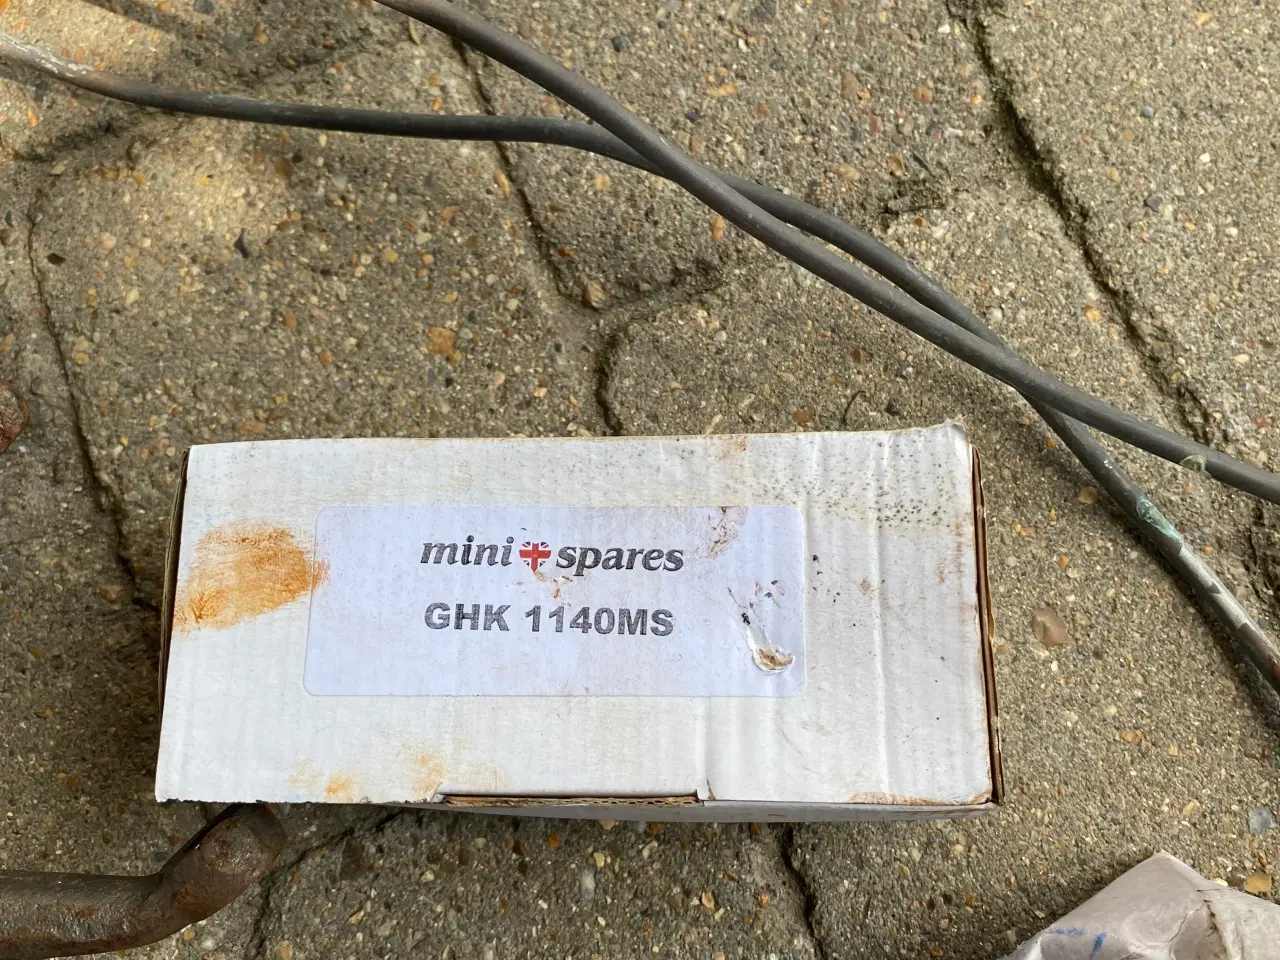 mini spares
GHK 1140MS